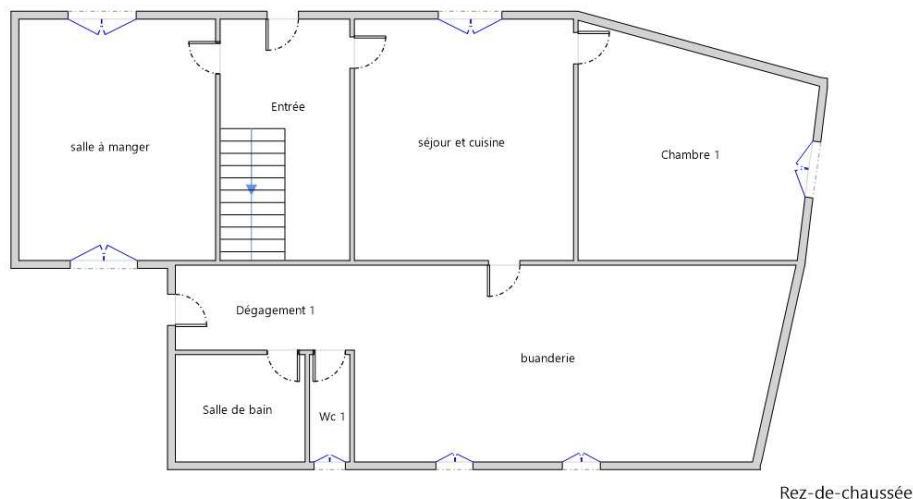 Entrée
salle à manger
séjour et cuisine
Chambre 1
Dégagement 1
buanderie
Salle de bain
Wc 1
Rez-de-chaussée